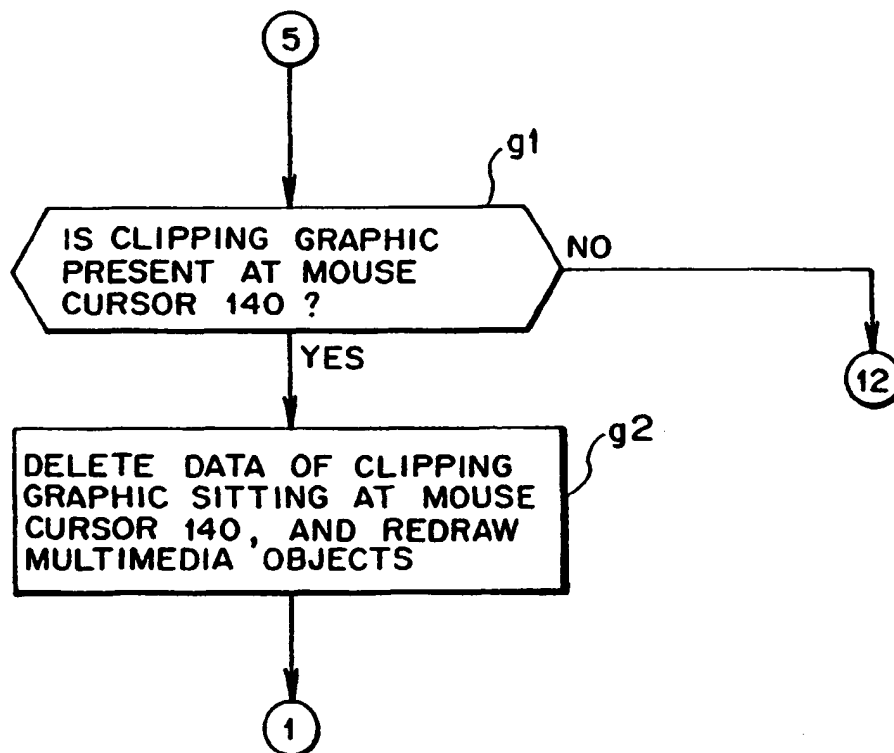 5
g1
IS CLIPPING GRAPHIC
PRESENT AT MOUSE
CURSOR 140 ?
NO
YES
12
g2
DELETE DATA OF CLIPPING
GRAPHIC SITTING AT MOUSE
CURSOR 140, AND REDRAW
MULTIMEDIA OBJECTS
1